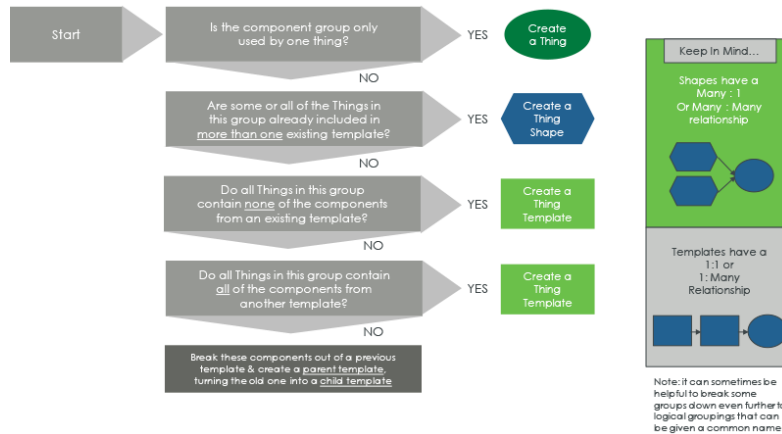 Start
Is the component group only
used by one thing?
YES
Create
a Thing
NO
Are some or all of the Things in
this group already included in
more than one existing template?
YES
Create a
Thing
Shape
NO
Do all Things in this group
contain none of the components
from an existing template?
YES
Create a
Thing
Template
NO
Do all Things in this group contain
all of the components from
another template?
YES
Create a
Thing
Template
NO
Break these components out of a previous
template & create a parent template,
turning the old one into a child template
Keep In Mind...
Shapes have a
Many : 1
Or Many : Many
relationship
Templates have a
1:1 or
1: Many
Relationship
Note: it can sometimes be
helpful to break some
groups down even further to
logical groupings that can
be given a common name